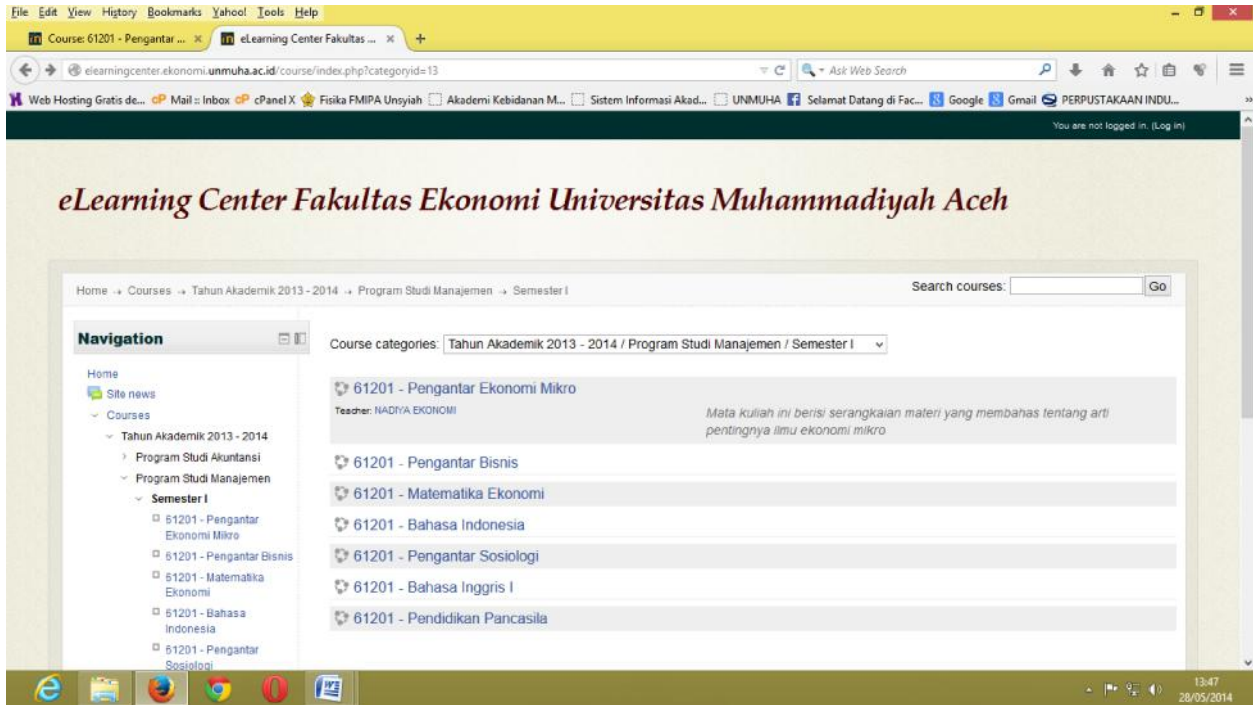 File Edit View History Bookmarks Yahoo! Tools Help
Course: 61201 - Pengantar ... × eLearning Center Fakultas ... × +
elearningcenter.ekonomi.unmuha.ac.id/course/index.php?categoryid=13 Ask Web Search
Web Hosting Gratis de... cP Mail :: Inbox cP cPanel X Fisika FMIPA Unsyiah Akademi Kebidanan M... Sistem Informasi Akad... UNMUHA Selamat Datang di Fac... Google Gmail PERPUSTAKAAN INDU... »
You are not logged in. (Log in)
eLearning Center Fakultas Ekonomi Universitas Muhammadiyah Aceh
Home → Courses → Tahun Akademik 2013 - 2014 → Program Studi Manajemen → Semester I
Search courses: Go
Navigation
Home
Site news
Courses
Tahun Akademik 2013 - 2014
Program Studi Akuntansi
Program Studi Manajemen
Semester I
61201 - Pengantar
Ekonomi Mikro
61201 - Pengantar Bisnis
61201 - Matematika
Ekonomi
61201 - Bahasa
Indonesia
61201 - Pengantar
Sosiologi
Course categories: Tahun Akademik 2013 - 2014 / Program Studi Manajemen / Semester I
61201 - Pengantar Ekonomi Mikro
Teacher: NADIYA EKONOMI
Mata kuliah ini berisi serangkaian materi yang membahas tentang arti
pentingnya ilmu ekonomi mikro
61201 - Pengantar Bisnis
61201 - Matematika Ekonomi
61201 - Bahasa Indonesia
61201 - Pengantar Sosiologi
61201 - Bahasa Inggris I
61201 - Pendidikan Pancasila
13:47
28/05/2014